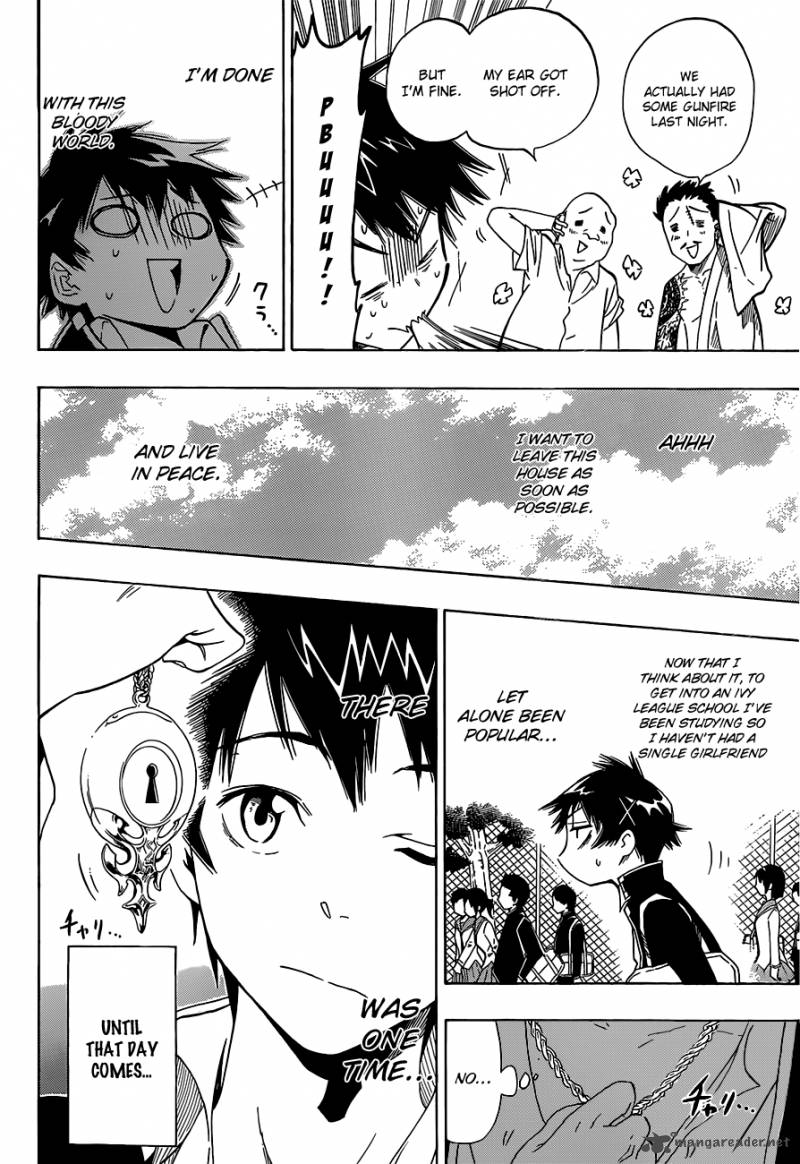 WE
ACTUALLY HAD
SOME GUNFIRE
LAST NIGHT.
MY EAR GOT
SHOT OFF.
BUT
I'M FINE.
PBUUUU!!
I'M DONE
WITH THIS
BLOODY
WORLD.
クラ...
AHHH
I WANT TO
LEAVE THIS
HOUSE AS
SOON AS
POSSIBLE.
AND LIVE
IN PEACE.
NOW THAT I
THINK ABOUT IT, TO
GET INTO AN IVY
LEAGUE SCHOOL I'VE
BEEN STUDYING SO
I HAVEN'T HAD A
SINGLE GIRLFRIEND
LET
ALONE BEEN
POPULAR...
NO...
チャリ...
THERE
WAS
ONE
TIME...
チャリ...
UNTIL
THAT DAY
COMES...
mangareader.net